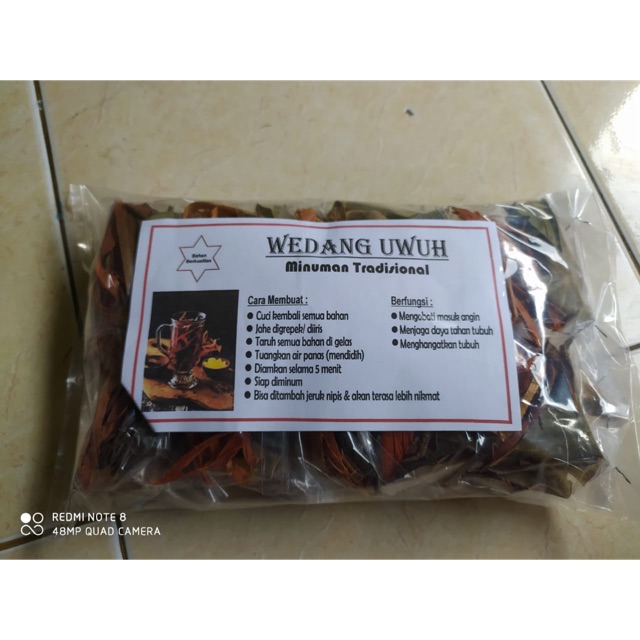 WEDANG UWUH
Minuman Tradisional
Bahan
Berkualitas
Cara Membuat :
Cuci kembali semua bahan
Jahe digeprek/ diiris
Taruh semua bahan di gelas
Tuangkan air panas (mendidih)
Diamkan selama 5 menit
Siap diminum
Bisa ditambah jeruk nipis & akan terasa lebih nikmat
Berfungsi :
Mengobati masuk angin
Menjaga daya tahan tubuh
Menghangatkan tubuh
REDMI NOTE 8
48MP QUAD CAMERA